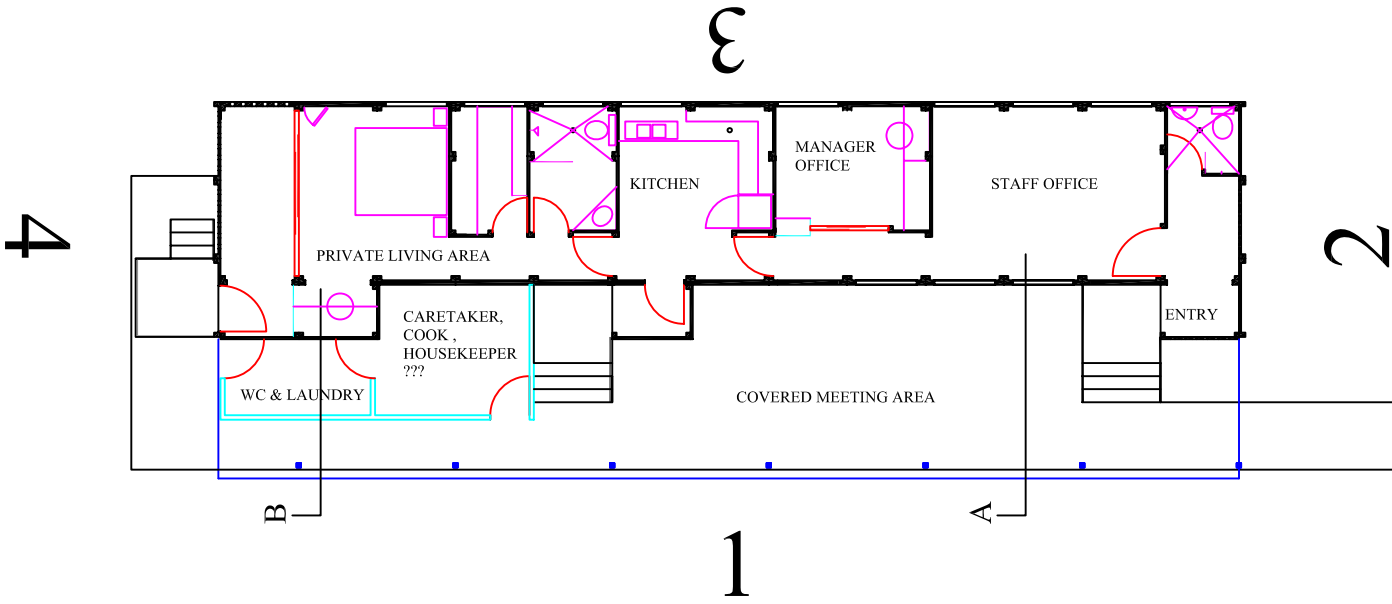 3
MANAGER
OFFICE
KITCHEN
STAFF OFFICE
4
2
PRIVATE LIVING AREA
CARETAKER,
COOK ,
HOUSEKEEPER
???
ENTRY
WC & LAUNDRY
COVERED MEETING AREA
B
A
1